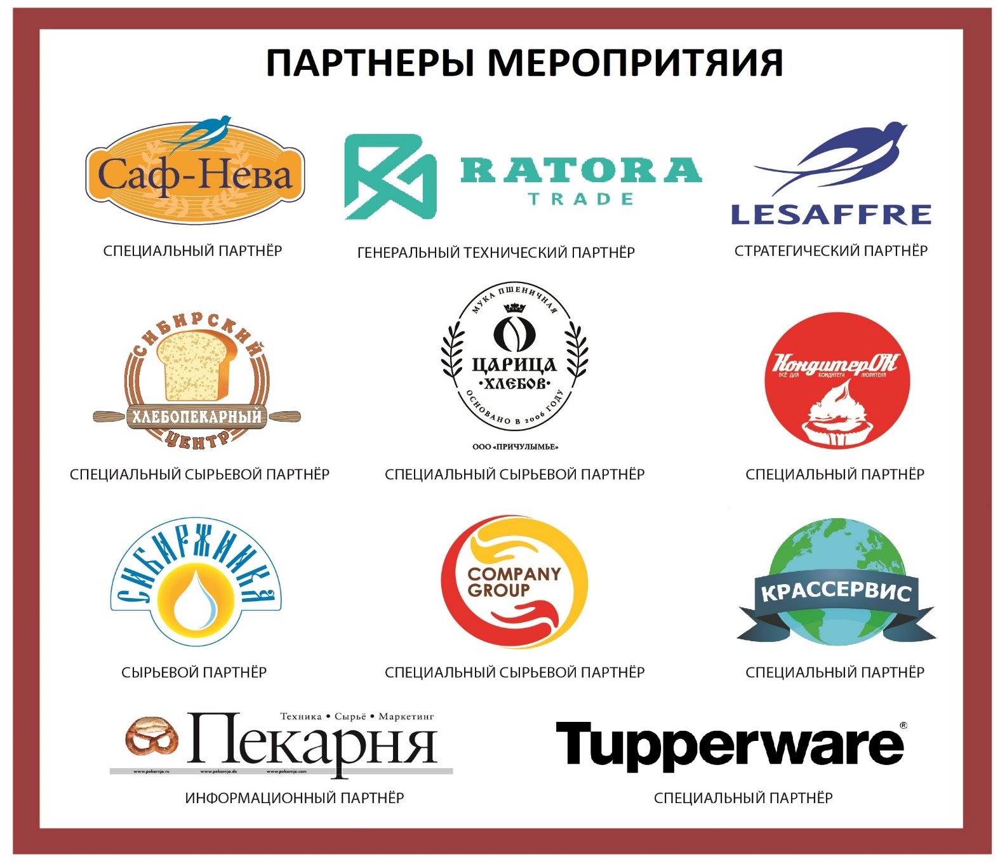 ПАРТНЕРЫ МЕРОПРИТЯИЯ
Саф-Нева
СПЕЦИАЛЬНЫЙ ПАРТНЁР
RATORA
TRADE
ГЕНЕРАЛЬНЫЙ ТЕХНИЧЕСКИЙ ПАРТНЁР
LESAFFRE
СТРАТЕГИЧЕСКИЙ ПАРТНЁР
СИБИРСКИЙ
ХЛЕБОПЕКАРНЫЙ
ЦЕНТР
СПЕЦИАЛЬНЫЙ СЫРЬЕВОЙ ПАРТНЁР
МУКА ПШЕНИЧНАЯ
ЦАРИЦА
•ХЛЕБОВ•
ОСНОВАНО В 2006 ГОДУ
ООО «ПРИЧУЛЫМЬЕ»
СПЕЦИАЛЬНЫЙ СЫРЬЕВОЙ ПАРТНЁР
КондитерОК
ВСЁ ДЛЯ КОНДИТЕРА ЛЮБИТЕЛЯ
СПЕЦИАЛЬНЫЙ ПАРТНЁР
СИБИРЖИНКА
СЫРЬЕВОЙ ПАРТНЁР
COMPANY
GROUP
СПЕЦИАЛЬНЫЙ СЫРЬЕВОЙ ПАРТНЁР
КРАССЕРВИС
СПЕЦИАЛЬНЫЙ ПАРТНЁР
Техника • Сырьё • Маркетинг
Пекарня
www.pekarnja.ru www.pekarnja.de www.pekarnja.com
ИНФОРМАЦИОННЫЙ ПАРТНЁР
Tupperware®
СПЕЦИАЛЬНЫЙ ПАРТНЁР